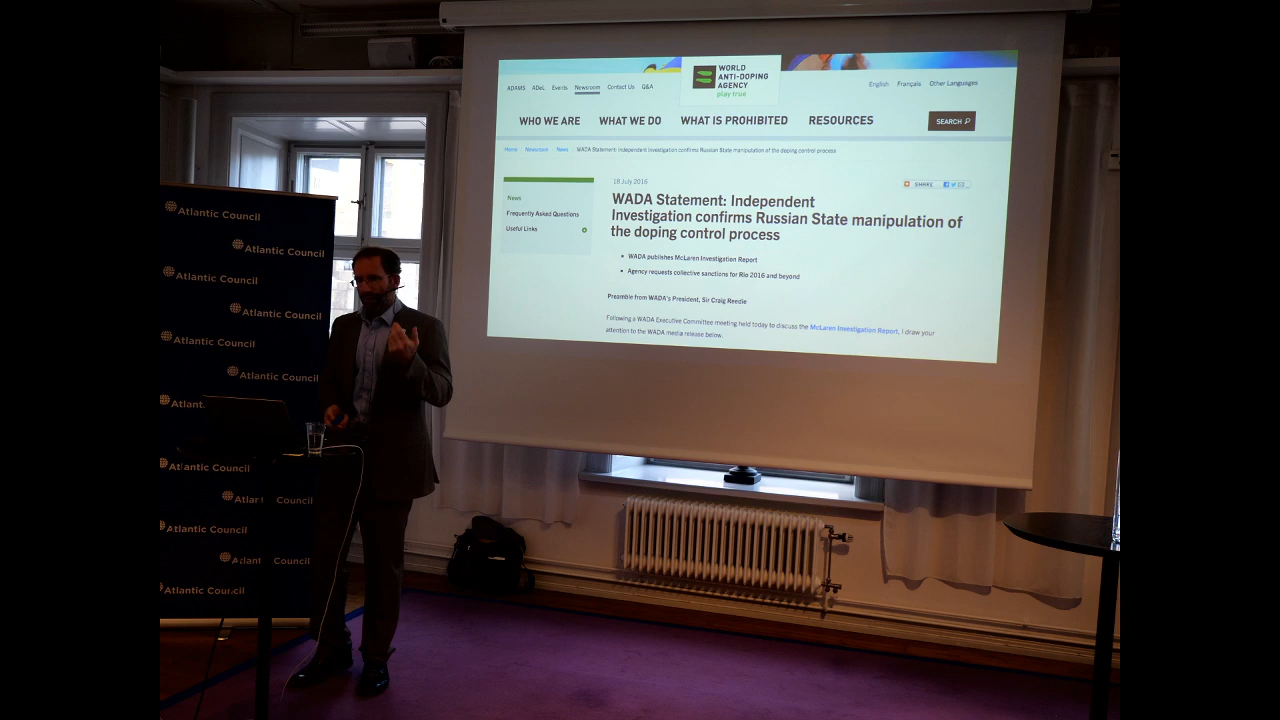 WORLD
ANTI-DOPING
AGENCY
play true
ADAMS ADeL Events Newsroom Contact Us Q&A
English Français Other Languages
WHO WE ARE WHAT WE DO WHAT IS PROHIBITED RESOURCES
SEARCH
Home Newsroom News WADA Statement: Independent Investigation confirms Russian State manipulation of the doping control process
18 July 2016
SHARE
News
Frequently Asked Questions
Useful Links
WADA Statement: Independent
Investigation confirms Russian State manipulation of
the doping control process
• WADA publishes McLaren Investigation Report
• Agency requests collective sanctions for Rio 2016 and beyond
Preamble from WADA's President, Sir Craig Reedie
Following a WADA Executive Committee meeting held today to discuss the McLaren Investigation Report, I draw your
attention to the WADA media release below.
Atlantic Council
Atlantic Council
Atlantic Council
Atlantic Council
Atlantic Council
Atlantic Council
Atlant
Atlantic Council
Atlar Council
Atlantic Council
Atlant Council
Atlantic Council